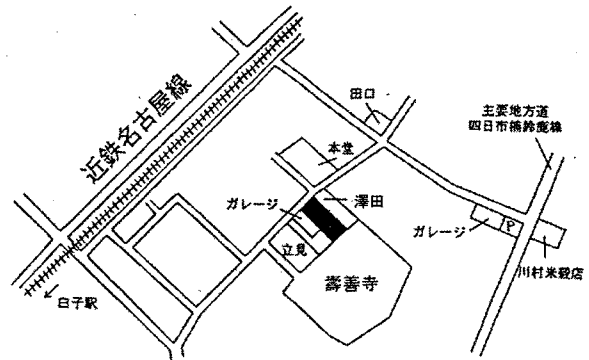 近鉄名古屋線
白子駅
田口
本堂
ガレージ
澤田
立見
壽善寺
主要地方道
四日市楠鈴鹿線
ガレージ
P
川村米穀店